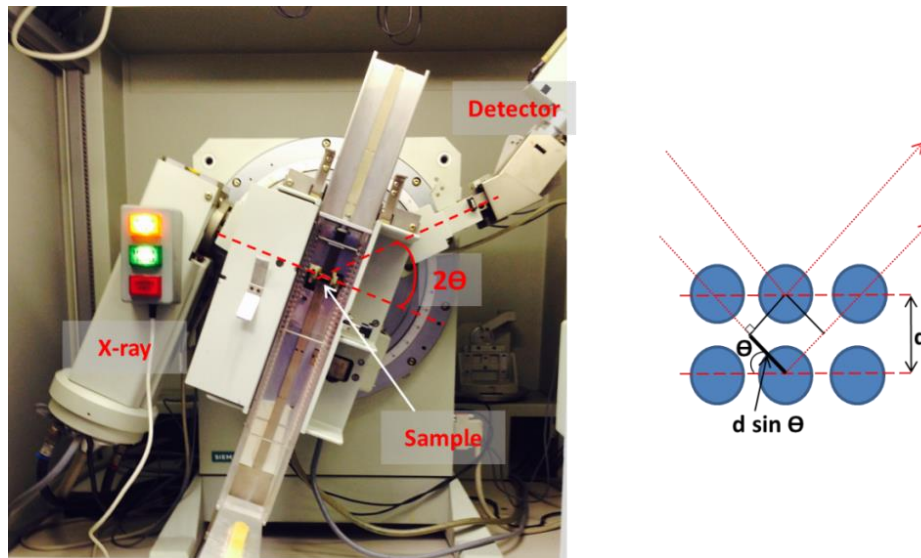 Detector
2Θ
X-ray
Sample
Θ
d
d sin Θ